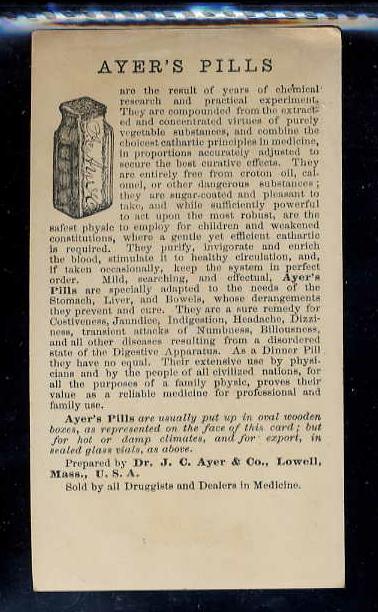 AYER'S PILLS
are the result of years of chemical
research and practical experiment.
They are compounded from the extract-
ed and concentrated virtues of purely
vegetable substances, and combine the
choicest cathartic principles in medicine,
in proportions accurately adjusted to
secure the best curative effects. They
are entirely free from croton oil, cal-
omel, or other dangerous substances;
they are sugar-coated and pleasant to
take, and while sufficiently powerful
to act upon the most robust, are the
safest physic to employ for children and weakened
constitutions, where a gentle yet efficient cathartic
is required. They purify, invigorate and enrich
the blood, stimulate it to healthy circulation, and,
if taken occasionally, keep the system in perfect
order. Mild, searching, and effectual, Ayer's
Pills are specially adapted to the needs of the
Stomach, Liver, and Bowels, whose derangements
they prevent and cure. They are a sure remedy for
Costiveness, Jaundice, Indigestion, Headache, Dizzi-
ness, transient attacks of Numbness, Biliousness,
and all other diseases resulting from a disordered
state of the Digestive Apparatus. As a Dinner Pill
they have no equal. Their extensive use by physi-
cians and by the people of all civilized nations, for
all the purposes of a family physic, proves their
value as a reliable medicine for professional and
family use.
Ayer's Pills are usually put up in oval wooden
boxes, as represented on the face of this card; but
for hot or damp climates, and for export, in
sealed glass vials, as above.
Prepared by Dr. J. C. Ayer & Co., Lowell,
Mass., U. S. A.
Sold by all Druggists and Dealers in Medicine.